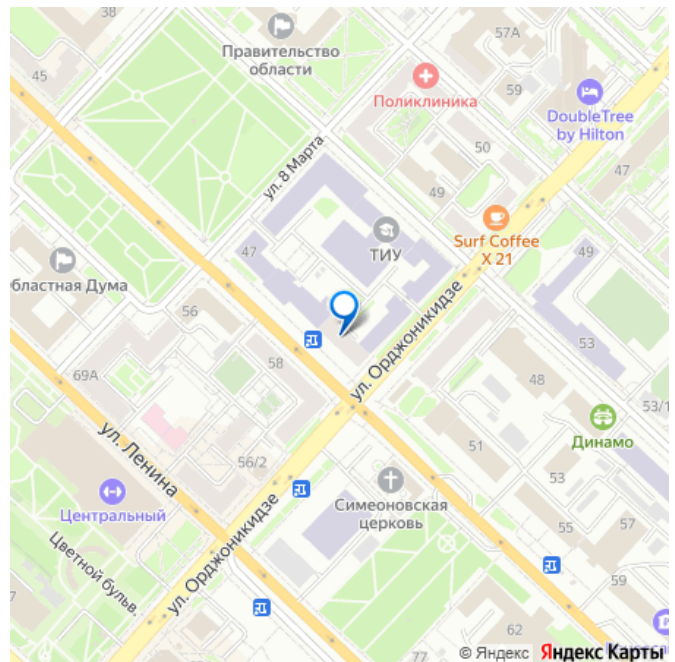 38
57А
Правительство
области
45
59
Поликлиника
DoubleTree
by Hilton
50
ул. 8 Марта
47
49
Surf Coffee
X 21
ТИУ
47
49
бластная Дума
56
ул. Орджоникидзе
53
58
69А
48
53/1
ул. Ленина
Динамо
51
56/2
53
Симеоновская
церковь
Центральный
55
57
Цветной бульв.
ул. Орджоникидзе
59
7
62
77
© Яндекс Яндекс Карты